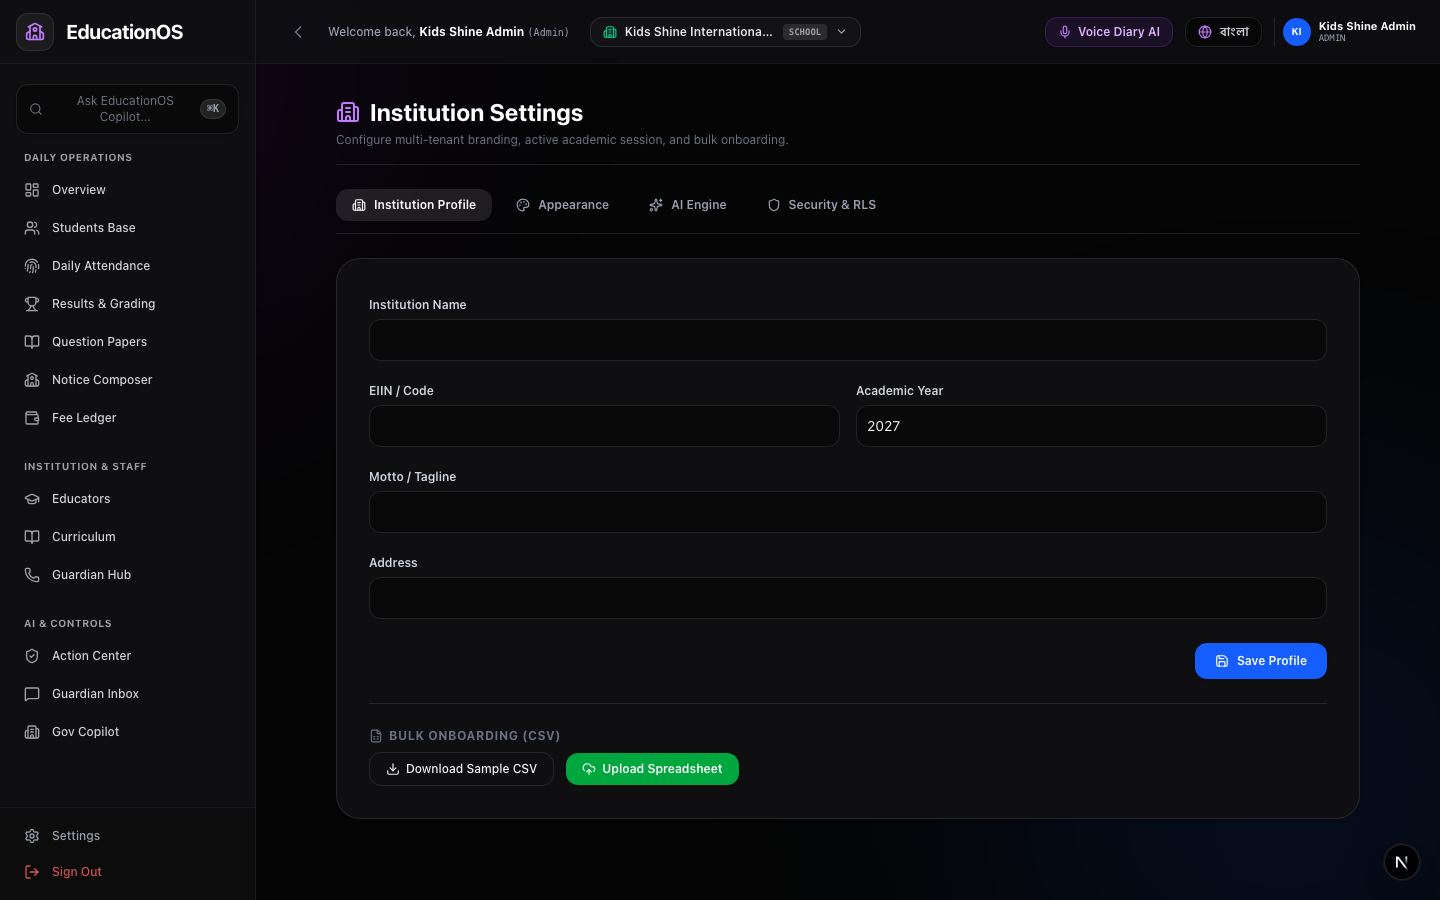 EducationOS
Ask EducationOS
Copilot...
⌘K
DAILY OPERATIONS
Overview
Students Base
Daily Attendance
Results & Grading
Question Papers
Notice Composer
Fee Ledger
INSTITUTION & STAFF
Educators
Curriculum
Guardian Hub
AI & CONTROLS
Action Center
Guardian Inbox
Gov Copilot
Settings
Sign Out
Welcome back, Kids Shine Admin (Admin)
Kids Shine Internationa... SCHOOL
Voice Diary AI
বাংলা
KI
Kids Shine Admin
ADMIN
Institution Settings
Configure multi-tenant branding, active academic session, and bulk onboarding.
Institution Profile
Appearance
AI Engine
Security & RLS
Institution Name
EIIN / Code
Academic Year
2027
Motto / Tagline
Address
Save Profile
BULK ONBOARDING (CSV)
Download Sample CSV
Upload Spreadsheet
N